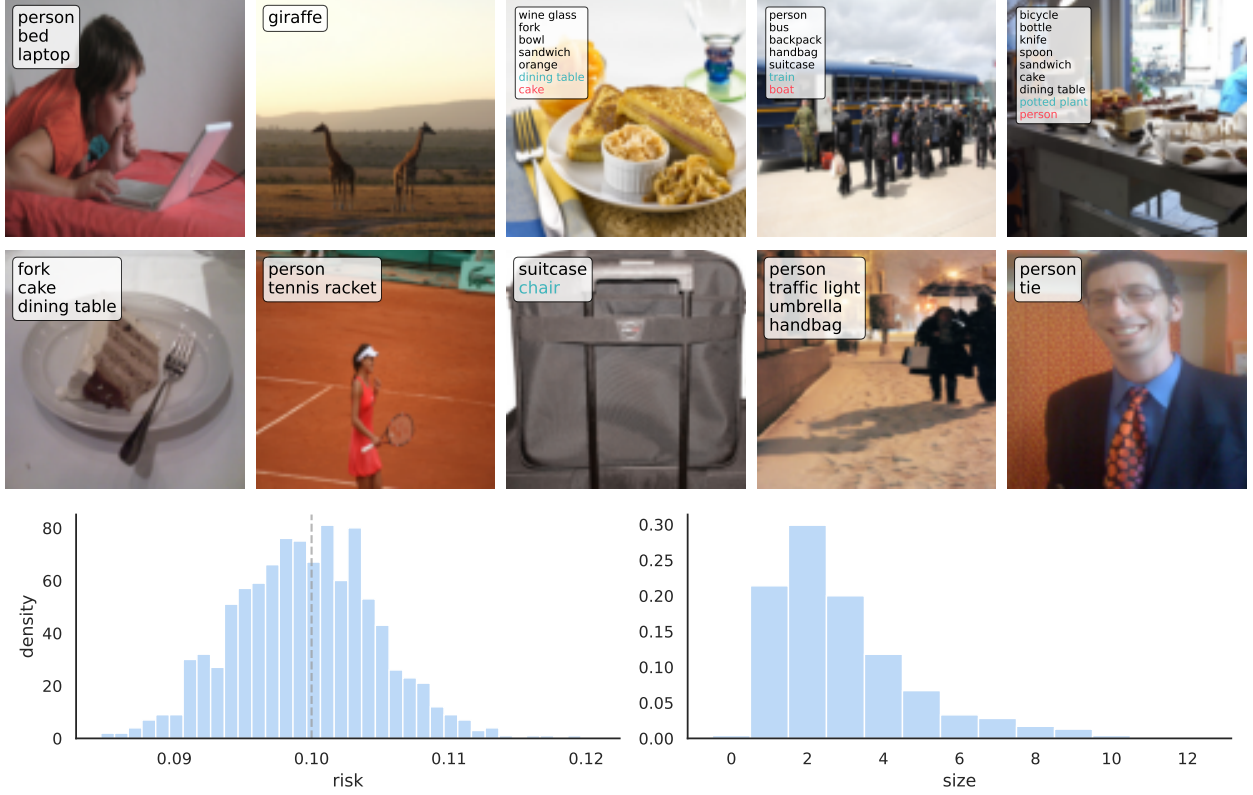 person
bed
laptop
giraffe
wine glass
fork
bowl
sandwich
orange
dining table
cake
person
bus
backpack
handbag
suitcase
train
boat
bicycle
bottle
knife
spoon
sandwich
cake
dining table
potted plant
person
fork
cake
dining table
person
tennis racket
suitcase
chair
person
traffic light
umbrella
handbag
person
tie
80
60
40
20
0
density
0.09
0.10
0.11
0.12
risk
0.30
0.25
0.20
0.15
0.10
0.05
0.00
0
2
4
6
8
10
12
size